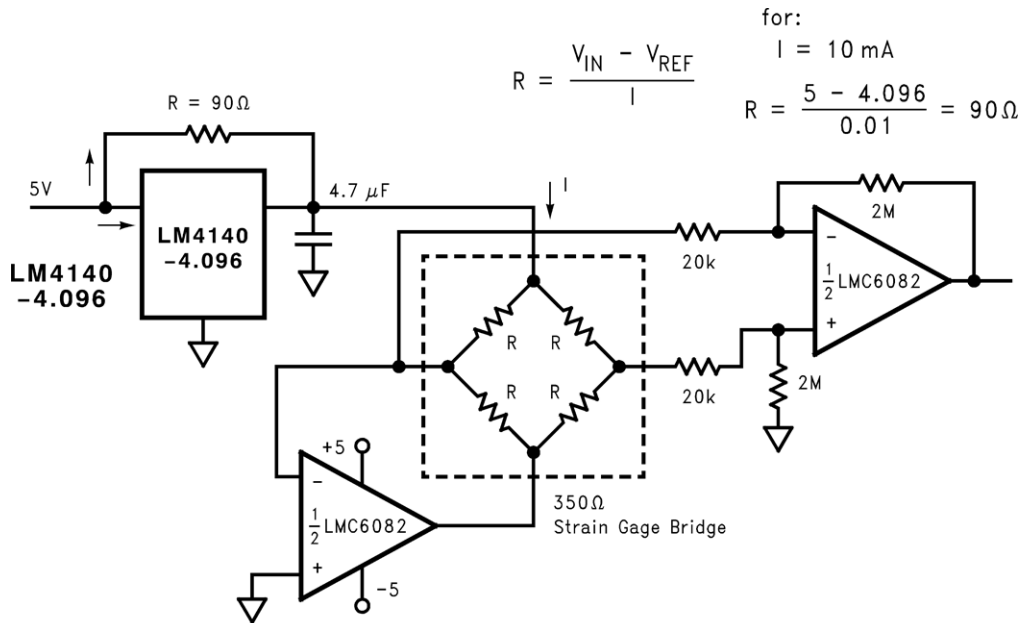 for:
I = 10 mA
R = (V_IN − V_REF) / I
R = (5 − 4.096) / 0.01 = 90Ω
R = 90Ω
5V
LM4140
−4.096
LM4140
−4.096
4.7 μF
I
20k
2M
−
½ LMC6082
+
20k
2M
R
R
R
R
350Ω
Strain Gage Bridge
+5
−
½ LMC6082
+
−5